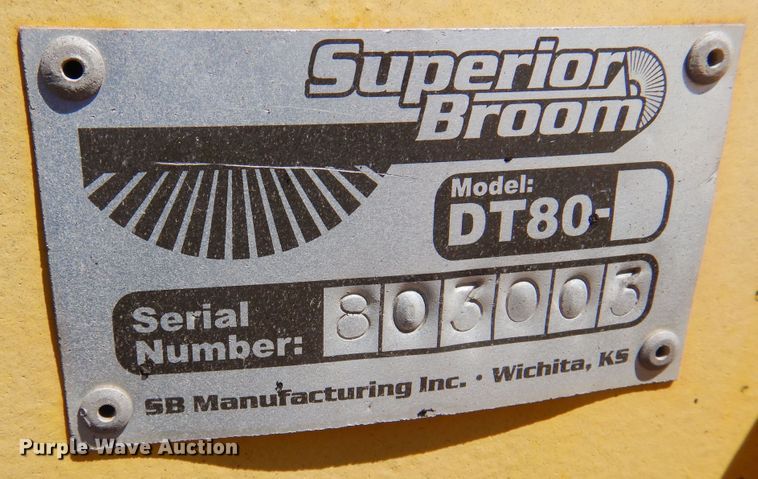 Superior
Broom
Model:
DT80-
Serial
Number: 803003
SB Manufacturing Inc. · Wichita, KS
Purple Wave Auction